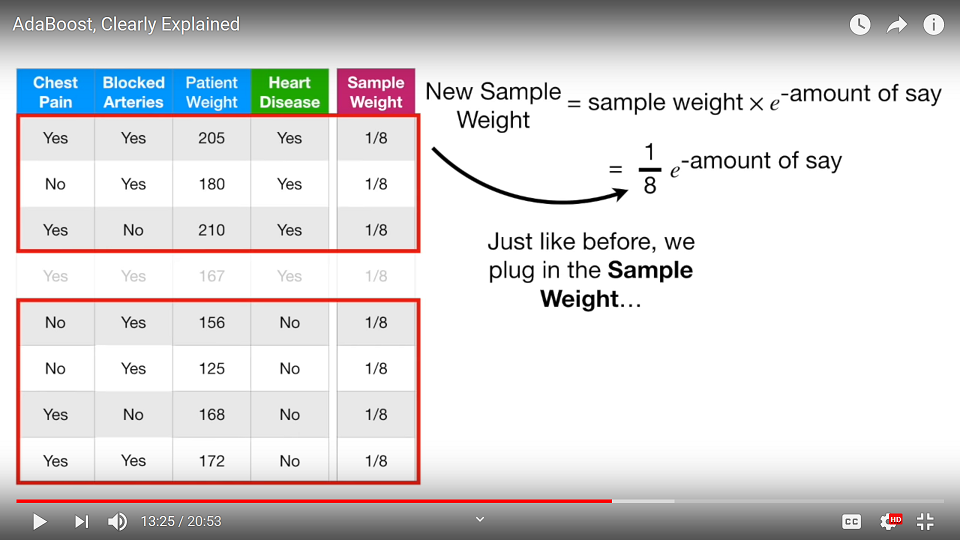 AdaBoost, Clearly Explained
Chest Pain Blocked Arteries Patient Weight Heart Disease Sample Weight
Yes Yes 205 Yes 1/8
No Yes 180 Yes 1/8
Yes No 210 Yes 1/8
Yes Yes 167 Yes 1/8
No Yes 156 No 1/8
No Yes 125 No 1/8
Yes No 168 No 1/8
Yes Yes 172 No 1/8
New Sample Weight = sample weight × e^-amount of say
= 1/8 e^-amount of say
Just like before, we
plug in the Sample
Weight…
13:25 / 20:53
CC
HD